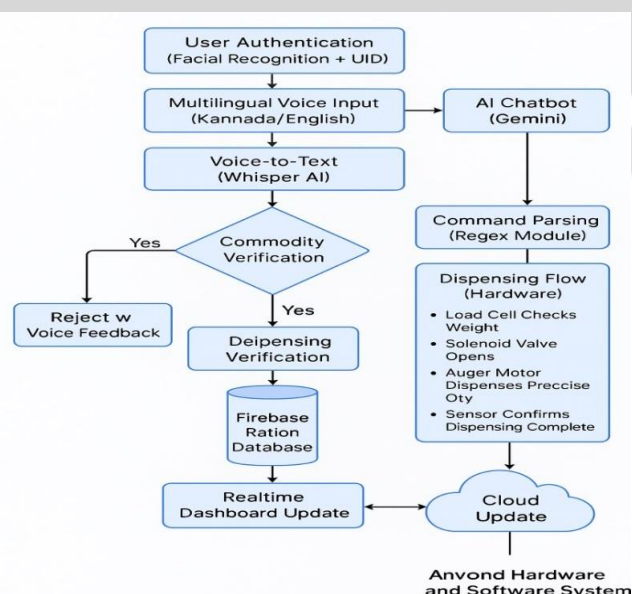 User Authentication
(Facial Recognition + UID)
Multilingual Voice Input
(Kannada/English)
AI Chatbot
(Gemini)
Voice-to-Text
(Whisper AI)
Command Parsing
(Regex Module)
Yes
Commodity
Verification
Dispensing Flow
(Hardware)
• Load Cell Checks
Weight
• Solenoid Valve
Opens
• Auger Motor
Dispenses Preccise
Oty
• Sensor Confirms
Dispensing Complete
Reject w
Voice Feedback
Yes
Deipensing
Verification
Firebase
Ration
Database
Realtime
Dashboard Update
Cloud
Update
Anvond Hardware
and Software System